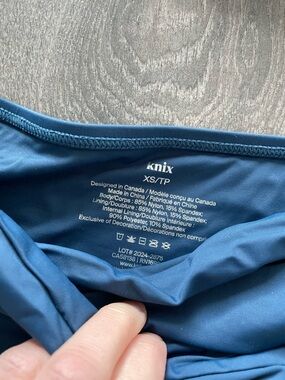 knix
XS/TP
Designed in Canada / Modèle conçu au Canada
Made in China / Fabriqué en Chine
Body/Corps : 85% Nylon, 15% Spandex;
Lining/Doublure : 85% Nylon, 15% Spandex;
Internal Lining/Doublure Intérieure :
90% Polyester, 10% Spandex
Exclusive of Decoration/Décorations non
LOT# 2024-2875